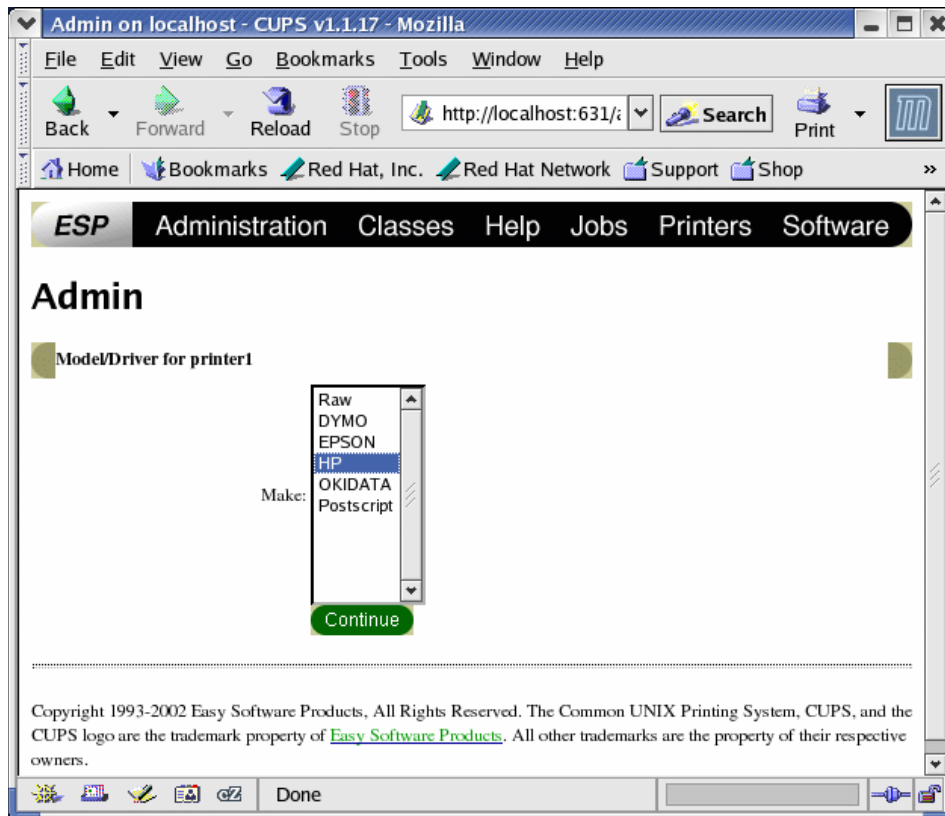 Admin on localhost - CUPS v1.1.17 - Mozilla
File Edit View Go Bookmarks Tools Window Help
Back Forward Reload Stop http://localhost:631/a Search Print
Home Bookmarks Red Hat, Inc. Red Hat Network Support Shop »
ESP Administration Classes Help Jobs Printers Software
Admin
Model/Driver for printer1
Raw
DYMO
EPSON
HP
OKIDATA
Postscript
Make:
Continue
Copyright 1993-2002 Easy Software Products, All Rights Reserved. The Common UNIX Printing System, CUPS, and the
CUPS logo are the trademark property of Easy Software Products. All other trademarks are the property of their respective
owners.
Done